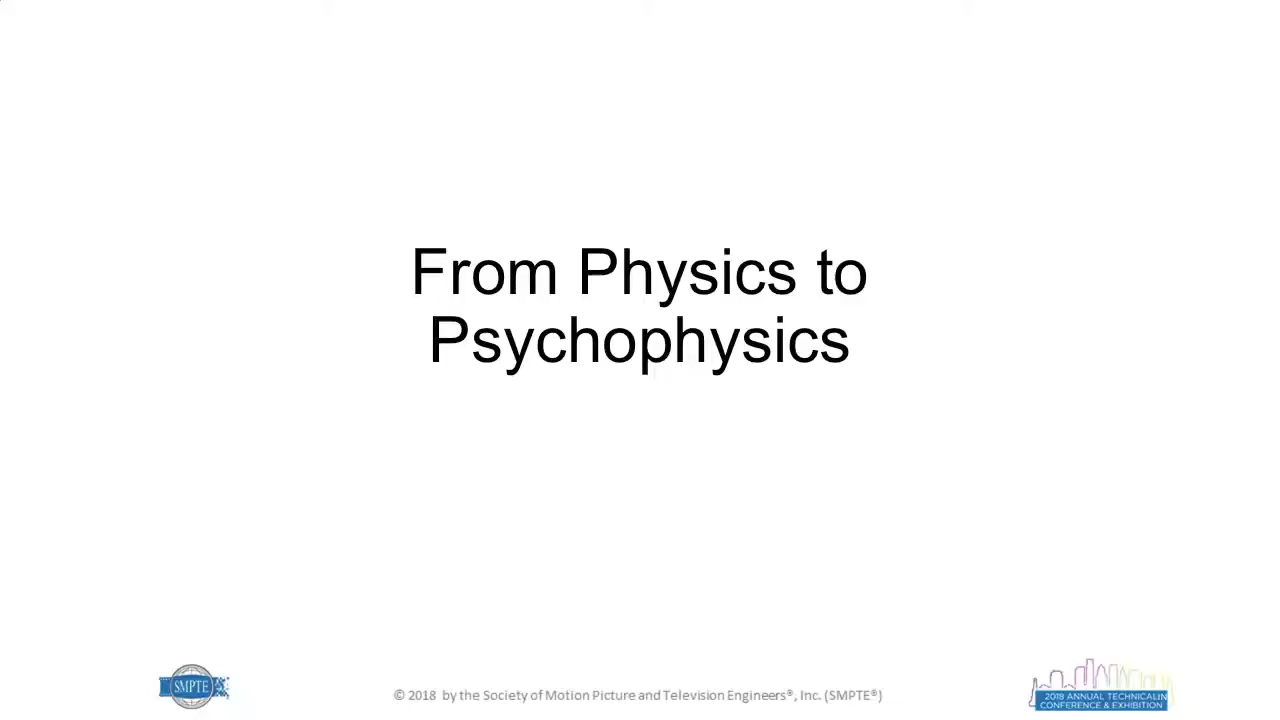 From Physics to
Psychophysics
SMPTE
© 2018 by the Society of Motion Picture and Television Engineers®, Inc. (SMPTE®)
2018 ANNUAL TECHNICAL
CONFERENCE & EXHIBITION